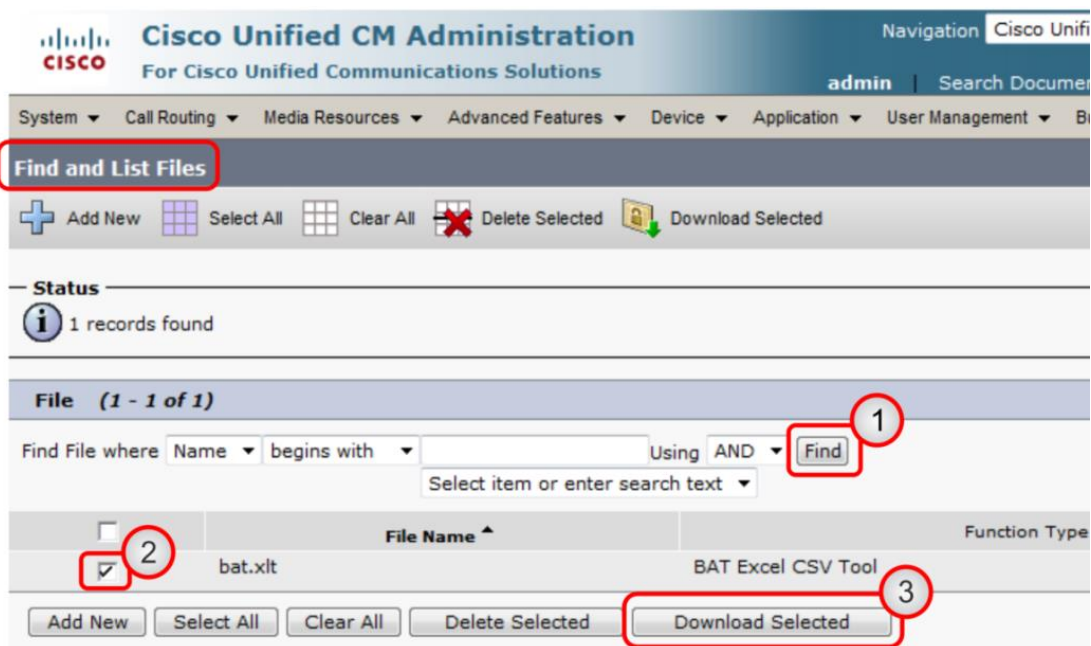 Cisco Unified CM Administration
Navigation Cisco Unifi
CISCO
For Cisco Unified Communications Solutions
admin | Search Documen
System Call Routing Media Resources Advanced Features Device Application User Management B
Find and List Files
Add New Select All Clear All Delete Selected Download Selected
Status
i 1 records found
File (1 - 1 of 1)
1
Find File where Name begins with Using AND Find
Select item or enter search text
File Name Function Type
2
bat.xlt BAT Excel CSV Tool
3
Add New Select All Clear All Delete Selected Download Selected